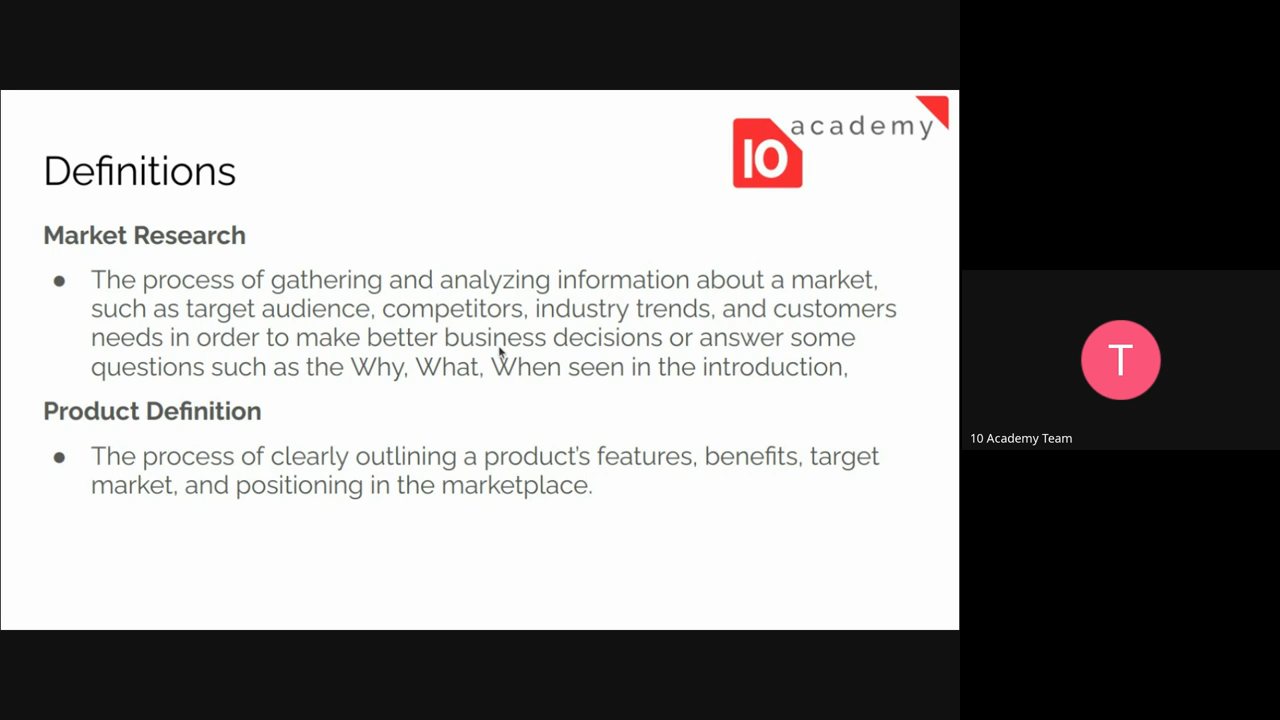 10 academy
Definitions
Market Research
● The process of gathering and analyzing information about a market,
such as target audience, competitors, industry trends, and customers
needs in order to make better business decisions or answer some
questions such as the Why, What, When seen in the introduction,
Product Definition
● The process of clearly outlining a product's features, benefits, target
market, and positioning in the marketplace.
T
10 Academy Team